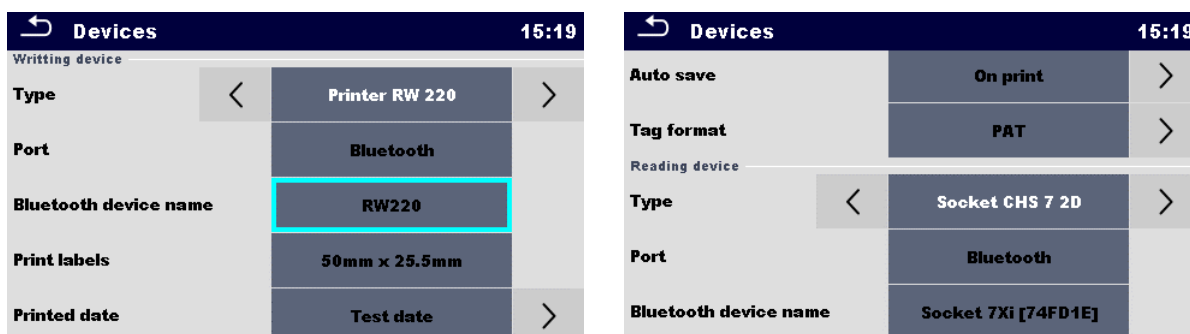 Devices 15:19
Writting device
Type Printer RW 220
Port Bluetooth
Bluetooth device name RW220
Print labels 50mm x 25.5mm
Printed date Test date
Devices 15:19
Auto save On print
Tag format PAT
Reading device
Type Socket CHS 7 2D
Port Bluetooth
Bluetooth device name Socket 7Xi [74FD1E]